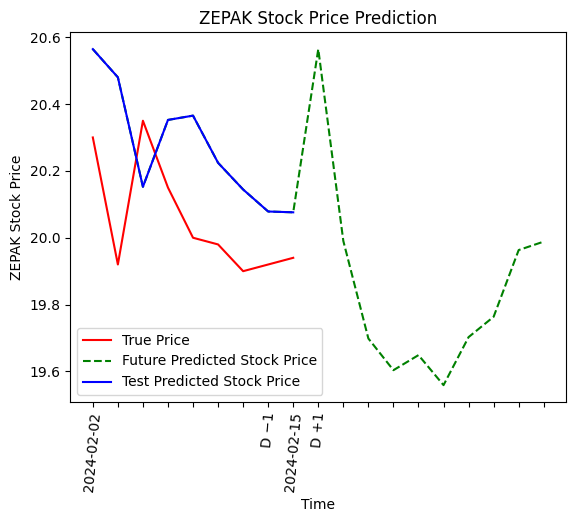 ZEPAK Stock Price Prediction
ZEPAK Stock Price
20.6
20.4
20.2
20.0
19.8
19.6
True Price
Future Predicted Stock Price
Test Predicted Stock Price
2024-02-02
D −1
2024-02-15
D +1
Time